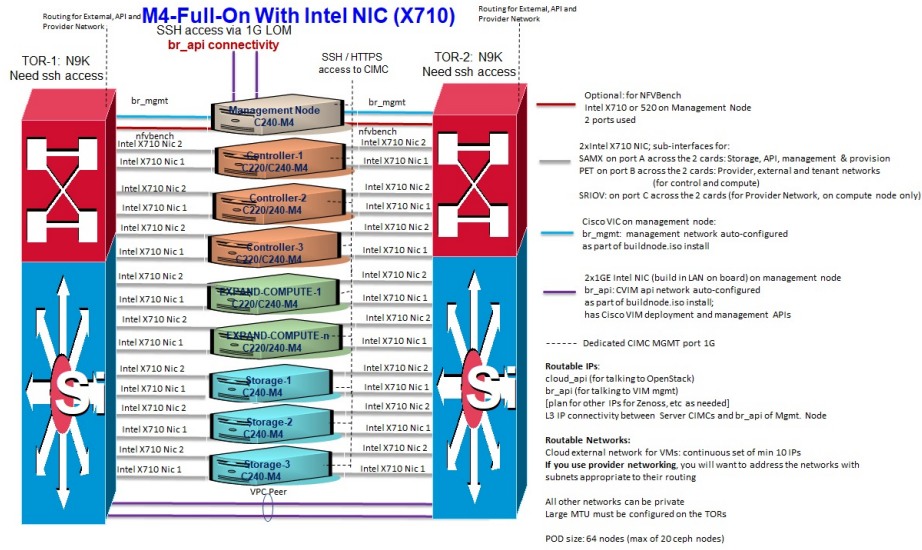 M4-Full-On With Intel NIC (X710)
Routing for External, API and
Provider Network
Routing for External, API and
Provider Network
SSH access via 1G LOM
br_api connectivity
TOR-1: N9K
Need ssh access
SSH / HTTPS
access to CIMC
TOR-2: N9K
Need ssh access
br_mgmt
Management Node
C240-M4
br_mgmt
nfvbench
nfvbench
Intel X710 Nic 2
Controller-1
C220/240-M4
Intel X710 Nic 2
Intel X710 Nic 1
Intel X710 Nic 1
Intel X710 Nic 2
Controller-2
C220/240-M4
Intel X710 Nic 2
Intel X710 Nic 1
Intel X710 Nic 1
Intel X710 Nic 2
Controller-3
C220/C240-M4
Intel X710 Nic 2
Intel X710 Nic 1
Intel X710 Nic 1
Intel X710 Nic 2
EXPAND-COMPUTE-1
C220/C240-M4
Intel X710 Nic 2
Intel X710 Nic 1
Intel X710 Nic 1
Intel X710 Nic 2
EXPAND-COMPUTE-n
C220/240-M4
Intel X710 Nic 2
Intel X710 Nic 1
Intel X710 Nic 1
Intel X710 Nic 2
Storage-1
C240-M4
Intel X710 Nic 2
Intel X710 Nic 1
Intel X710 Nic 1
Intel X710 Nic 2
Storage-2
C240-M4
Intel X710 Nic 2
Intel X710 Nic 1
Intel X710 Nic 1
Intel X710 Nic 2
Storage-3
C240-M4
Intel X710 Nic 2
Intel X710 Nic 1
Intel X710 Nic 1
VPC Peer
Si
Si
Optional: for NFVBench
Intel X710 or 520 on Management Node
2 ports used
2xIntel X710 NIC; sub-interfaces for:
SAMX on port A across the 2 cards: Storage, API, management & provision
PET on port B across the 2 cards: Provider, external and tenant networks
(for control and compute)
SRIOV: on port C across the 2 cards (for Provider Network, on compute node only)
Cisco VIC on management node:
br_mgmt: management network auto-configured
as part of buildnode.iso install
2x1GE Intel NIC (build in LAN on board) on management node
br_api: CVIM api network auto-configured
as part of buildnode.iso install;
has Cisco VIM deployment and management APIs
Dedicated CIMC MGMT port 1G
Routable IPs:
cloud_api (for talking to OpenStack)
br_api (for talking to VIM mgmt)
[plan for other IPs for Zenoss, etc as needed]
L3 IP connectivity between Server CIMCs and br_api of Mgmt. Node
Routable Networks:
Cloud external network for VMs: continuous set of min 10 IPs
If you use provider networking, you will want to address the networks with
subnets appropriate to their routing
All other networks can be private
Large MTU must be configured on the TORs
POD size: 64 nodes (max of 20 ceph nodes)